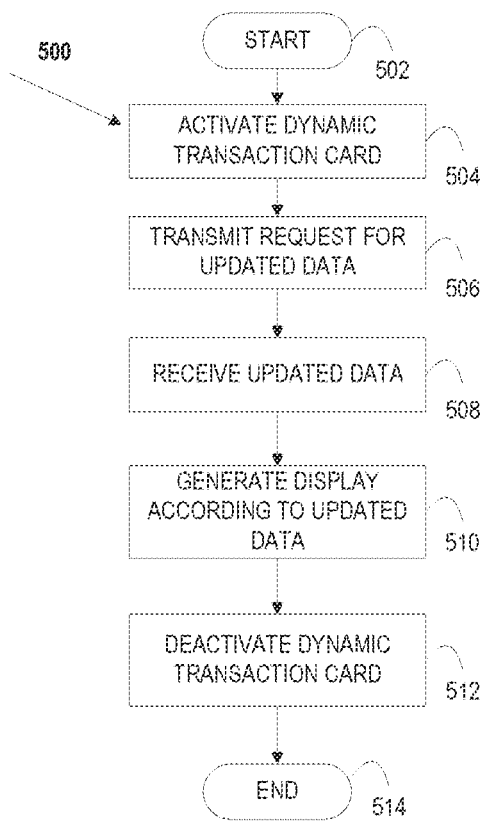 500
START
502
ACTIVATE DYNAMIC
TRANSACTION CARD
504
TRANSMIT REQUEST FOR
UPDATED DATA
506
RECEIVE UPDATED DATA
508
GENERATE DISPLAY
ACCORDING TO UPDATED
DATA
510
DEACTIVATE DYNAMIC
TRANSACTION CARD
512
END
514